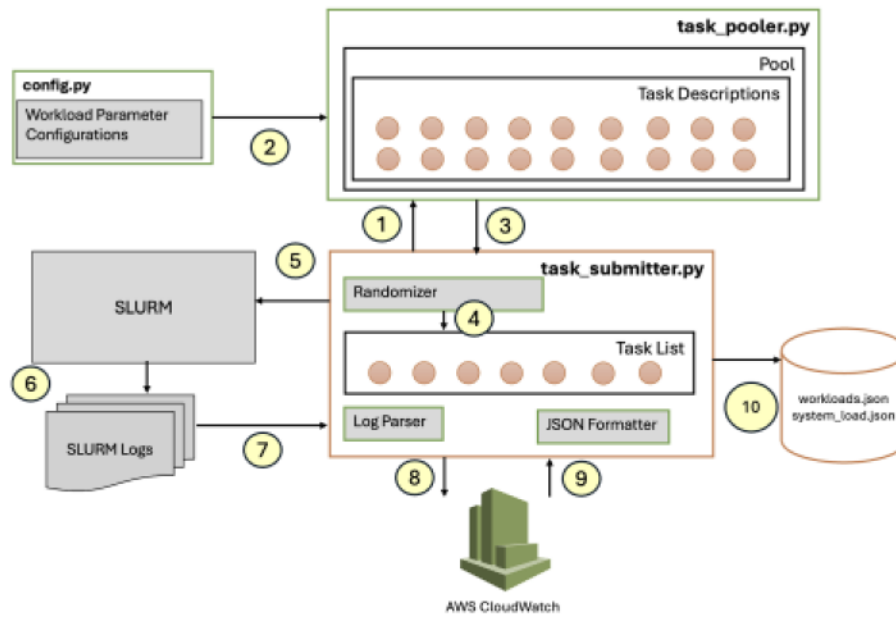 task_pooler.py
Pool
Task Descriptions
config.py
Workload Parameter
Configurations
2
1
3
5
task_submitter.py
Randomizer
SLURM
4
Task List
6
10
workloads.json
system_load.json
Log Parser
JSON Formatter
SLURM Logs
7
8
9
AWS CloudWatch